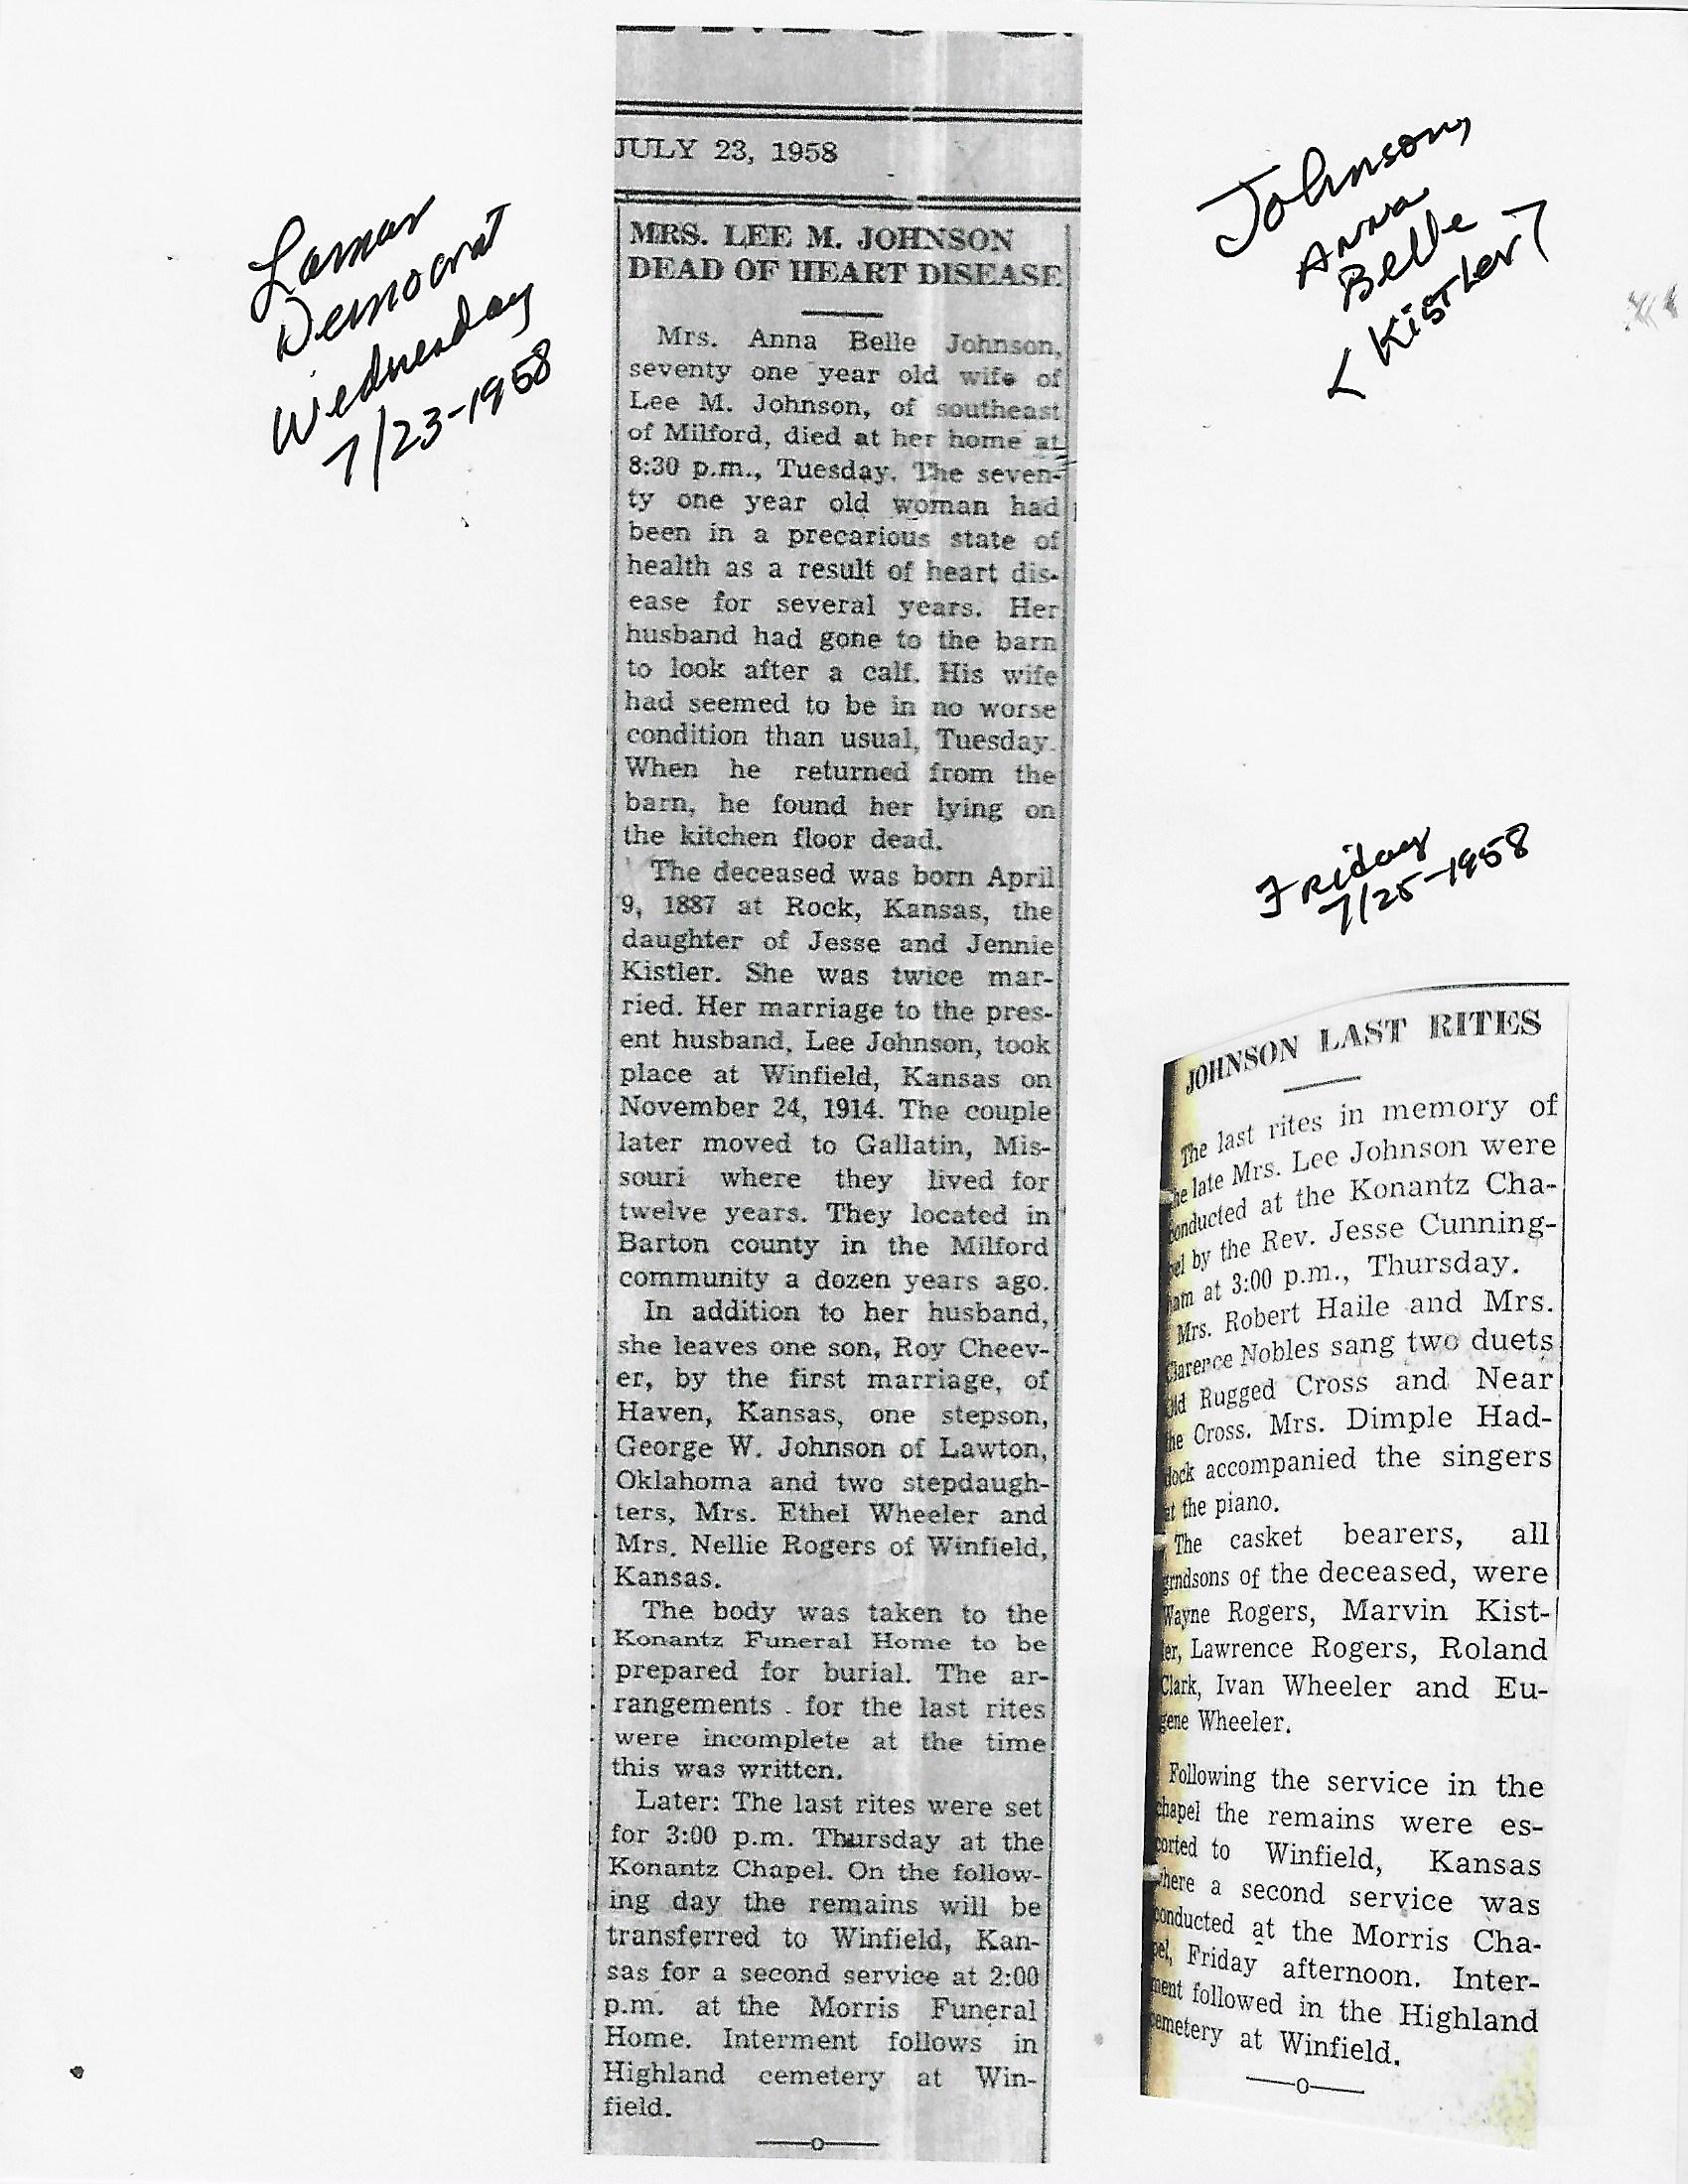 Lamar
Democrat
Wednesday
7/23-1958
JULY 23, 1958
MRS. LEE M. JOHNSON
DEAD OF HEART DISEASE
Mrs. Anna Belle Johnson,
seventy one year old wife of
Lee M. Johnson, of southeast
of Milford, died at her home at
8:30 p.m., Tuesday. The seven-
ty one year old woman had
been in a precarious state of
health as a result of heart dis-
ease for several years. Her
husband had gone to the barn
to look after a calf. His wife
had seemed to be in no worse
condition than usual, Tuesday.
When he returned from the
barn, he found her lying on
the kitchen floor dead.
The deceased was born April
9, 1887 at Rock, Kansas, the
daughter of Jesse and Jennie
Kistler. She was twice mar-
ried. Her marriage to the pres-
ent husband, Lee Johnson, took
place at Winfield, Kansas on
November 24, 1914. The couple
later moved to Gallatin, Mis-
souri where they lived for
twelve years. They located in
Barton county in the Milford
community a dozen years ago.
In addition to her husband,
she leaves one son, Roy Cheev-
er, by the first marriage, of
Haven, Kansas, one stepson,
George W. Johnson of Lawton,
Oklahoma and two stepdaugh-
ters, Mrs. Ethel Wheeler and
Mrs. Nellie Rogers of Winfield,
Kansas.
The body was taken to the
Konantz Funeral Home to be
prepared for burial. The ar-
rangements for the last rites
were incomplete at the time
this was written.
Later: The last rites were set
for 3:00 p.m. Thursday at the
Konantz Chapel. On the follow-
ing day the remains will be
transferred to Winfield, Kan-
sas for a second service at 2:00
p.m. at the Morris Funeral
Home. Interment follows in
Highland cemetery at Win-
field.
Johnson,
Anna
Belle
<Kistler>
Friday
7/25-1958
JOHNSON LAST RITES
The last rites in memory of
he late Mrs. Lee Johnson were
onducted at the Konantz Cha-
el by the Rev. Jesse Cunning-
am at 3:00 p.m., Thursday.
Mrs. Robert Haile and Mrs.
Clarence Nobles sang two duets
ld Rugged Cross and Near
he Cross. Mrs. Dimple Had-
lock accompanied the singers
at the piano.
The casket bearers, all
grndsons of the deceased, were
Wayne Rogers, Marvin Kist-
er, Lawrence Rogers, Roland
Clark, Ivan Wheeler and Eu-
gene Wheeler.
Following the service in the
chapel the remains were es-
corted to Winfield, Kansas
where a second service was
conducted at the Morris Cha-
pel, Friday afternoon. Inter-
ment followed in the Highland
cemetery at Winfield.